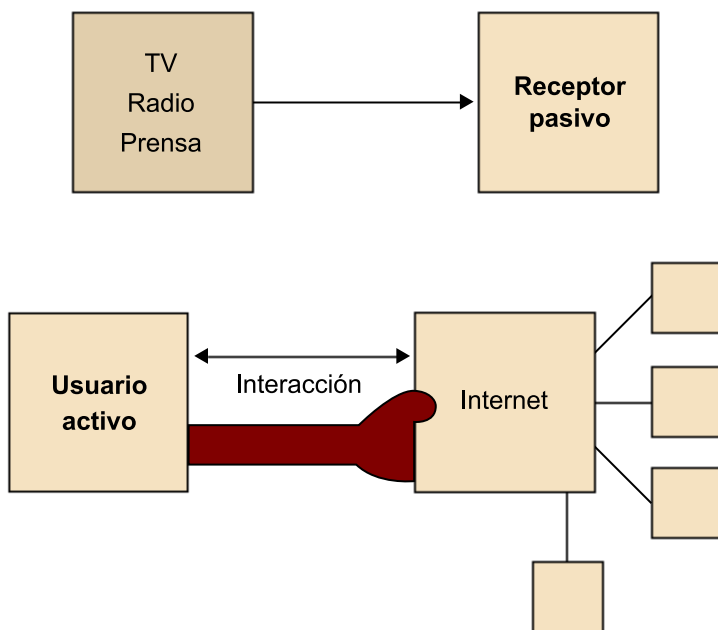 TV
Radio
Prensa
Receptor
pasivo
Usuario
activo
Interacción
Internet